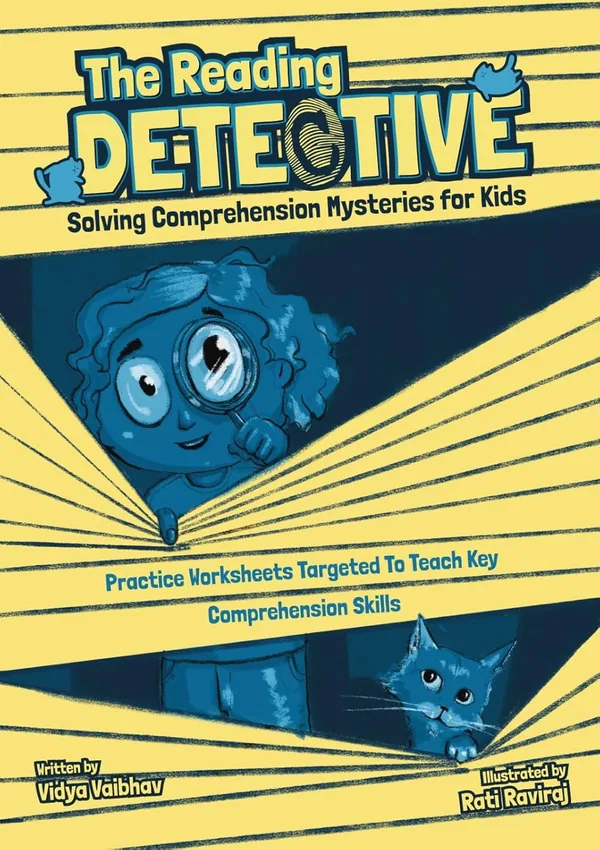 The Reading
DETECTIVE
Solving Comprehension Mysteries for Kids
Practice Worksheets Targeted To Teach Key
Comprehension Skills
Written by
Vidya Vaibhav
Illustrated by
Rati Raviraj